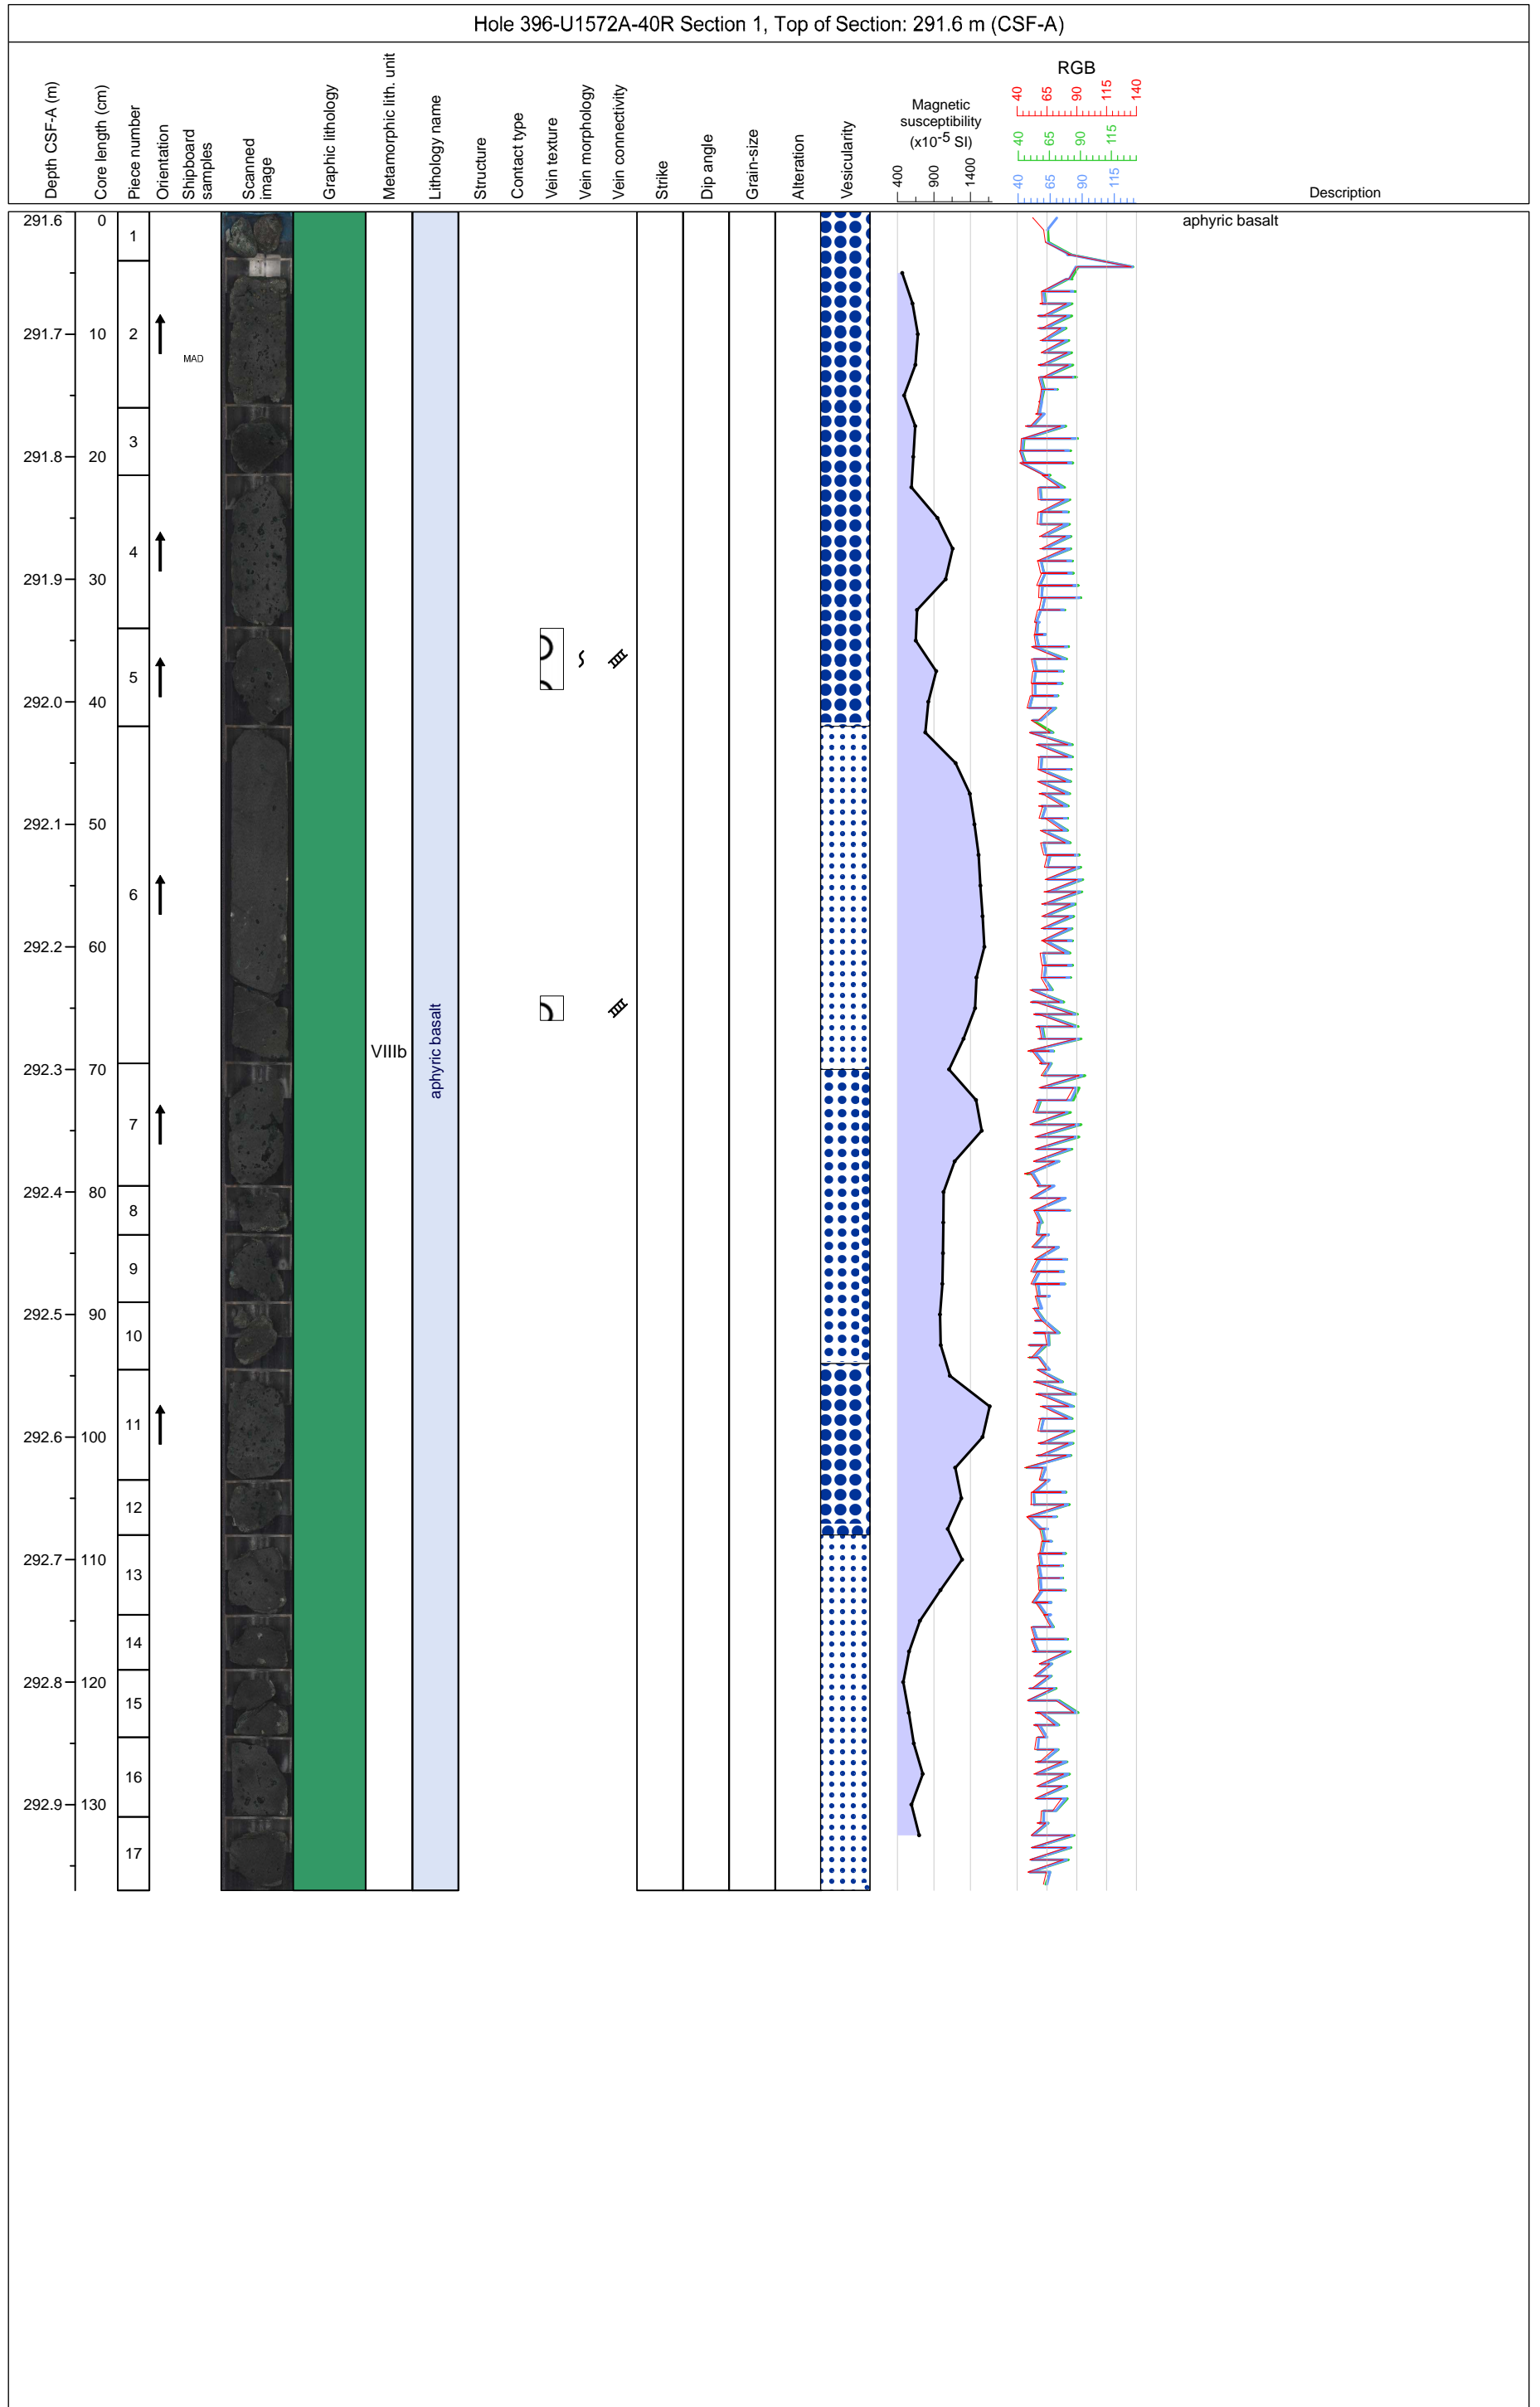 Hole 396-U1572A-40R Section 1, Top of Section: 291.6 m (CSF-A)
Depth CSF-A (m)
Core length (cm)
Piece number
Orientation
Shipboard
samples
Scanned
image
Graphic lithology
Metamorphic lith. unit
Lithology name
Structure
Contact type
Vein texture
Vein morphology
Vein connectivity
Strike
Dip angle
Grain-size
Alteration
Vesicularity
Magnetic
susceptibility
(x10-5 SI)
400 900 1400
RGB
40 65 90 115 140
40 65 90 115
40 65 90 115
Description
291.6 0 aphyric basalt
1
291.7 10 2
MAD
3
291.8 20
4
291.9 30
5
292.0 40
292.1 50
6
292.2 60
VIIIb
aphyric basalt
292.3 70
7
292.4 80
8
9
292.5 90
10
11
292.6 100
12
292.7 110
13
14
292.8 120
15
16
292.9 130
17